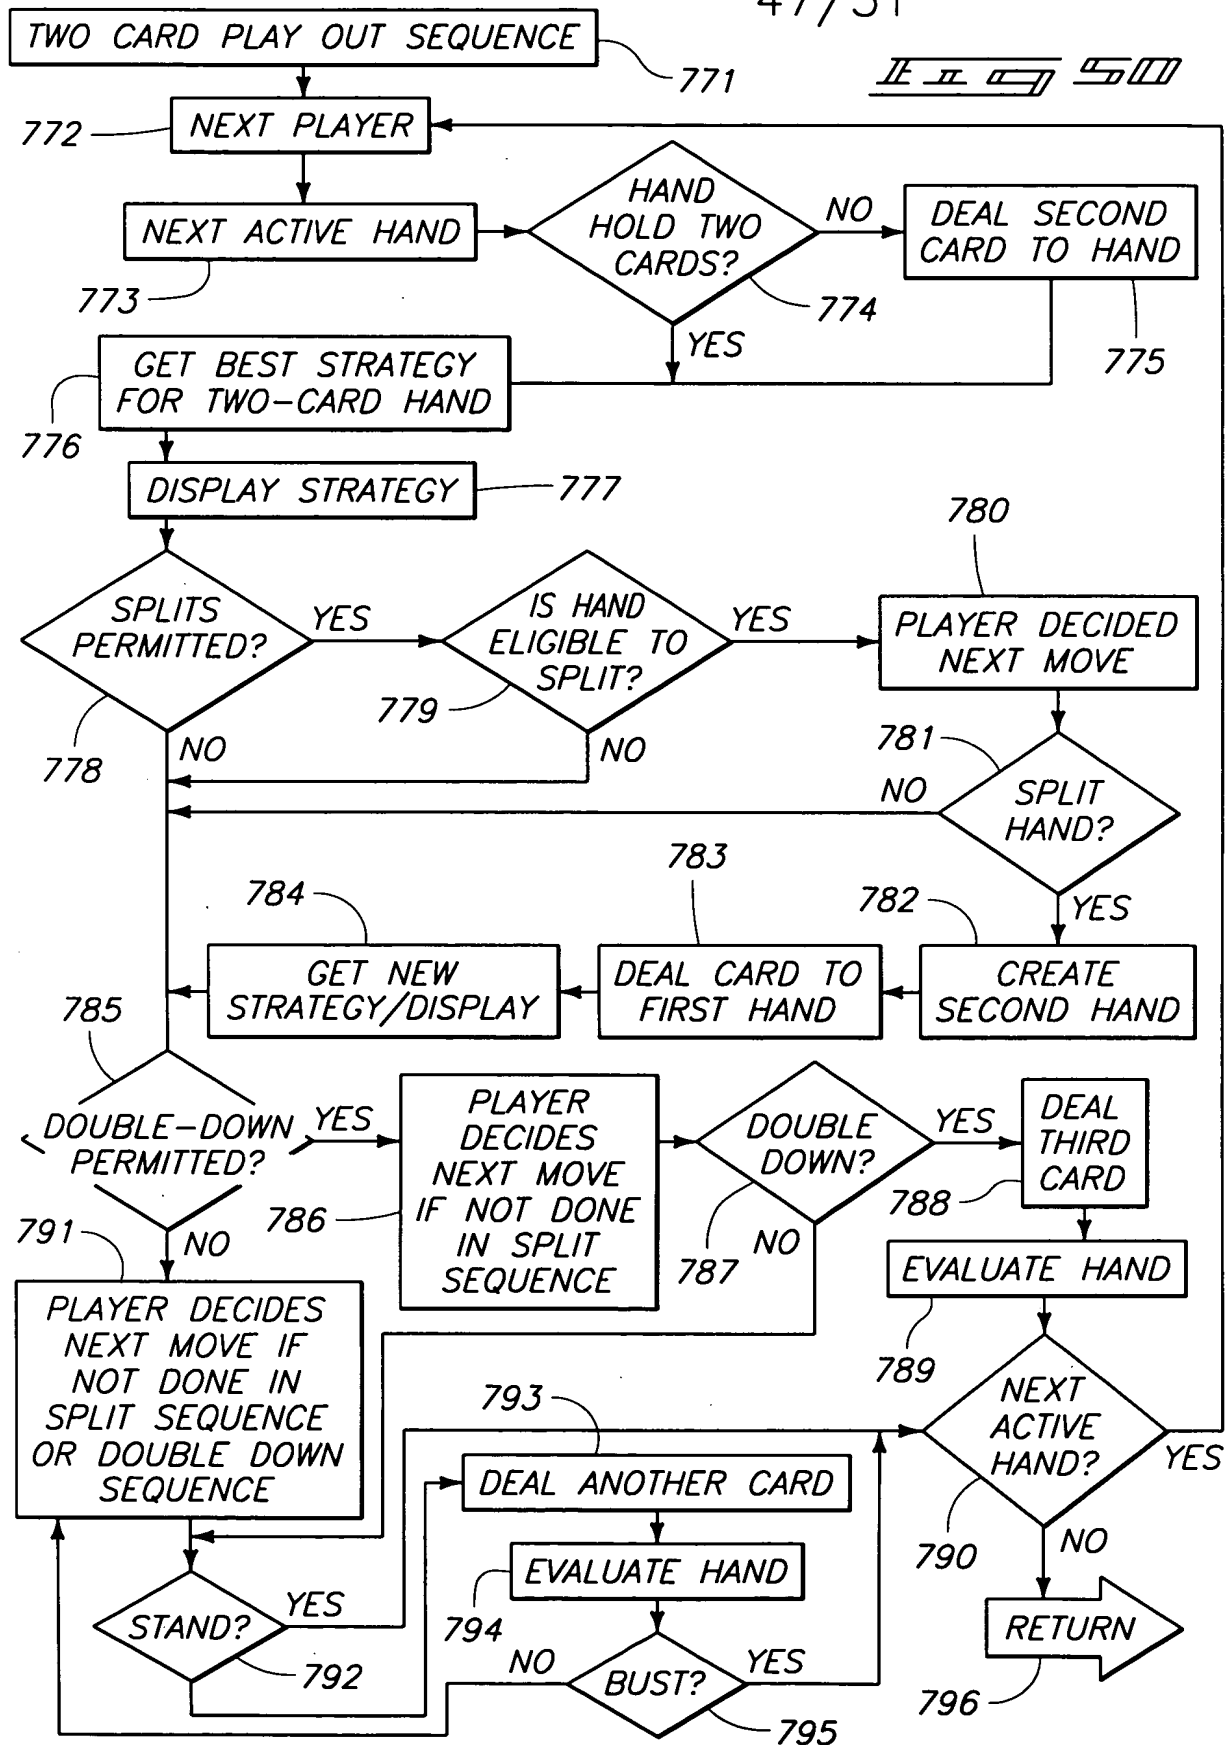 47/51
Fig 50
TWO CARD PLAY OUT SEQUENCE
771
772
NEXT PLAYER
NEXT ACTIVE HAND
773
HAND
HOLD TWO
CARDS?
774
NO
YES
DEAL SECOND
CARD TO HAND
775
GET BEST STRATEGY
FOR TWO-CARD HAND
776
DISPLAY STRATEGY
777
SPLITS
PERMITTED?
778
YES
NO
IS HAND
ELIGIBLE TO
SPLIT?
779
YES
NO
780
PLAYER DECIDED
NEXT MOVE
781
SPLIT
HAND?
NO
YES
782
CREATE
SECOND HAND
783
DEAL CARD TO
FIRST HAND
784
GET NEW
STRATEGY/DISPLAY
785
DOUBLE-DOWN
PERMITTED?
YES
NO
PLAYER
DECIDES
NEXT MOVE
IF NOT DONE
IN SPLIT
SEQUENCE
786
DOUBLE
DOWN?
787
YES
NO
DEAL
THIRD
CARD
788
EVALUATE HAND
789
NEXT
ACTIVE
HAND?
790
YES
NO
791
PLAYER DECIDES
NEXT MOVE IF
NOT DONE IN
SPLIT SEQUENCE
OR DOUBLE DOWN
SEQUENCE
STAND?
792
YES
793
DEAL ANOTHER CARD
EVALUATE HAND
794
BUST?
795
NO
YES
RETURN
796